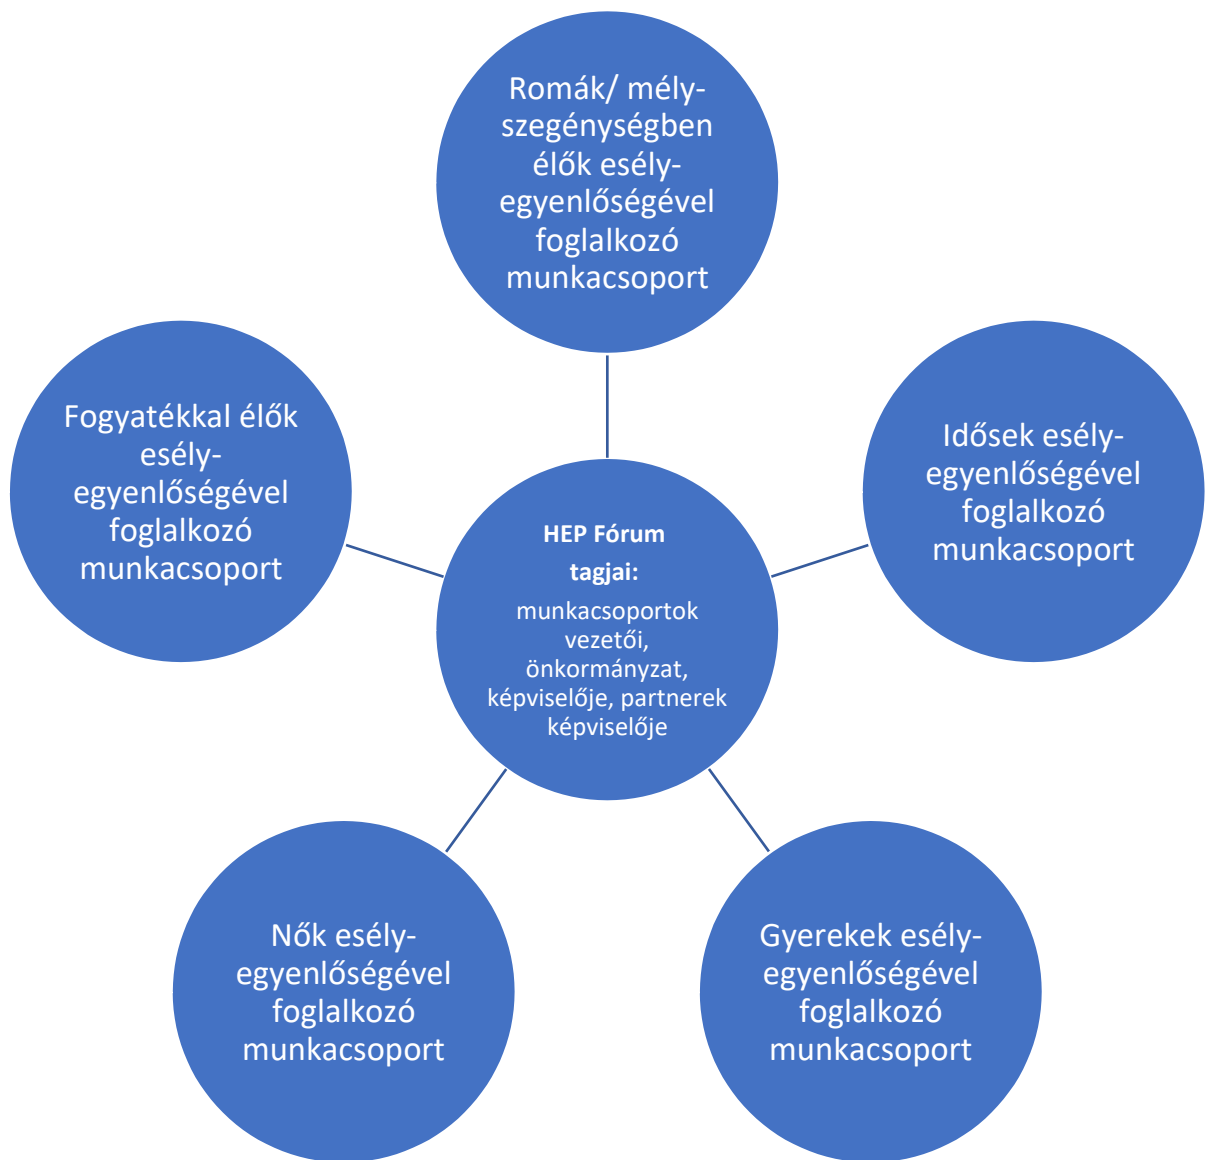 Romák/ mély-
szegénységben
élők esély-
egyenlőségével
foglalkozó
munkacsoport
Fogyatékkal élők
esély-
egyenlőségével
foglalkozó
munkacsoport
Idősek esély-
egyenlőségével
foglalkozó
munkacsoport
HEP Fórum
tagjai:
munkacsoportok
vezetői,
önkormányzat,
képviselője, partnerek
képviselője
Nők esély-
egyenlőségével
foglalkozó
munkacsoport
Gyerekek esély-
egyenlőségével
foglalkozó
munkacsoport